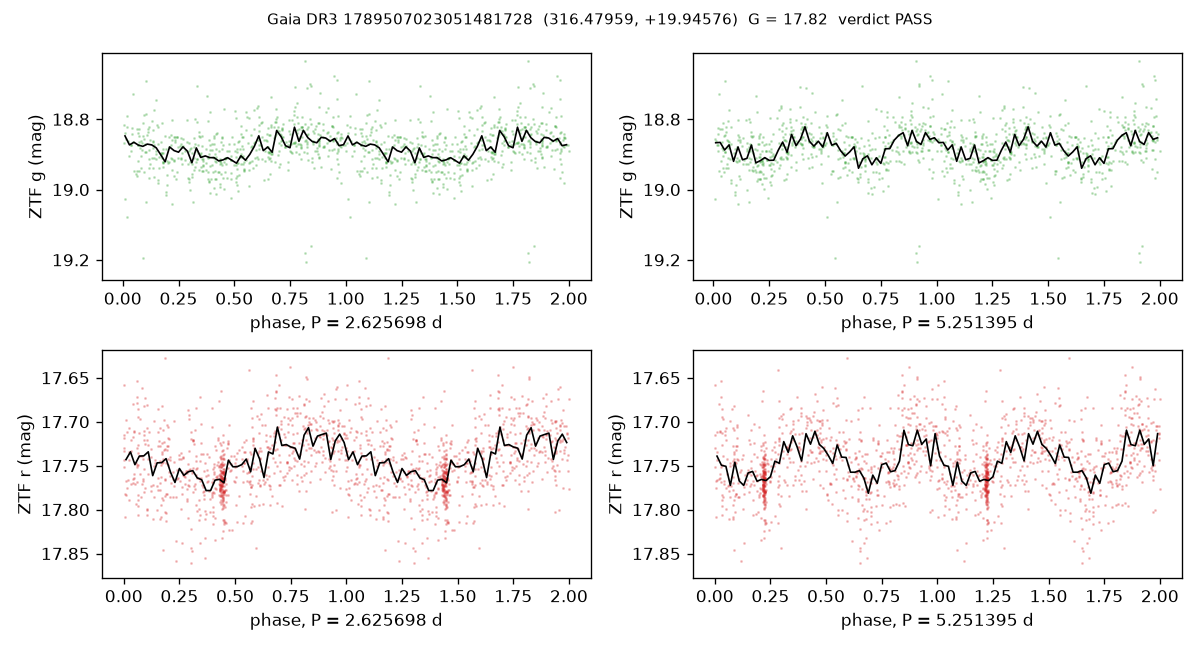 Gaia DR3 1789507023051481728 (316.47959, +19.94576) G = 17.82 verdict PASS
ZTF g (mag)
18.8
19.0
19.2
0.00 0.25 0.50 0.75 1.00 1.25 1.50 1.75 2.00
phase, P = 2.625698 d
ZTF g (mag)
18.8
19.0
19.2
0.00 0.25 0.50 0.75 1.00 1.25 1.50 1.75 2.00
phase, P = 5.251395 d
ZTF r (mag)
17.65
17.70
17.75
17.80
17.85
0.00 0.25 0.50 0.75 1.00 1.25 1.50 1.75 2.00
phase, P = 2.625698 d
ZTF r (mag)
17.65
17.70
17.75
17.80
17.85
0.00 0.25 0.50 0.75 1.00 1.25 1.50 1.75 2.00
phase, P = 5.251395 d